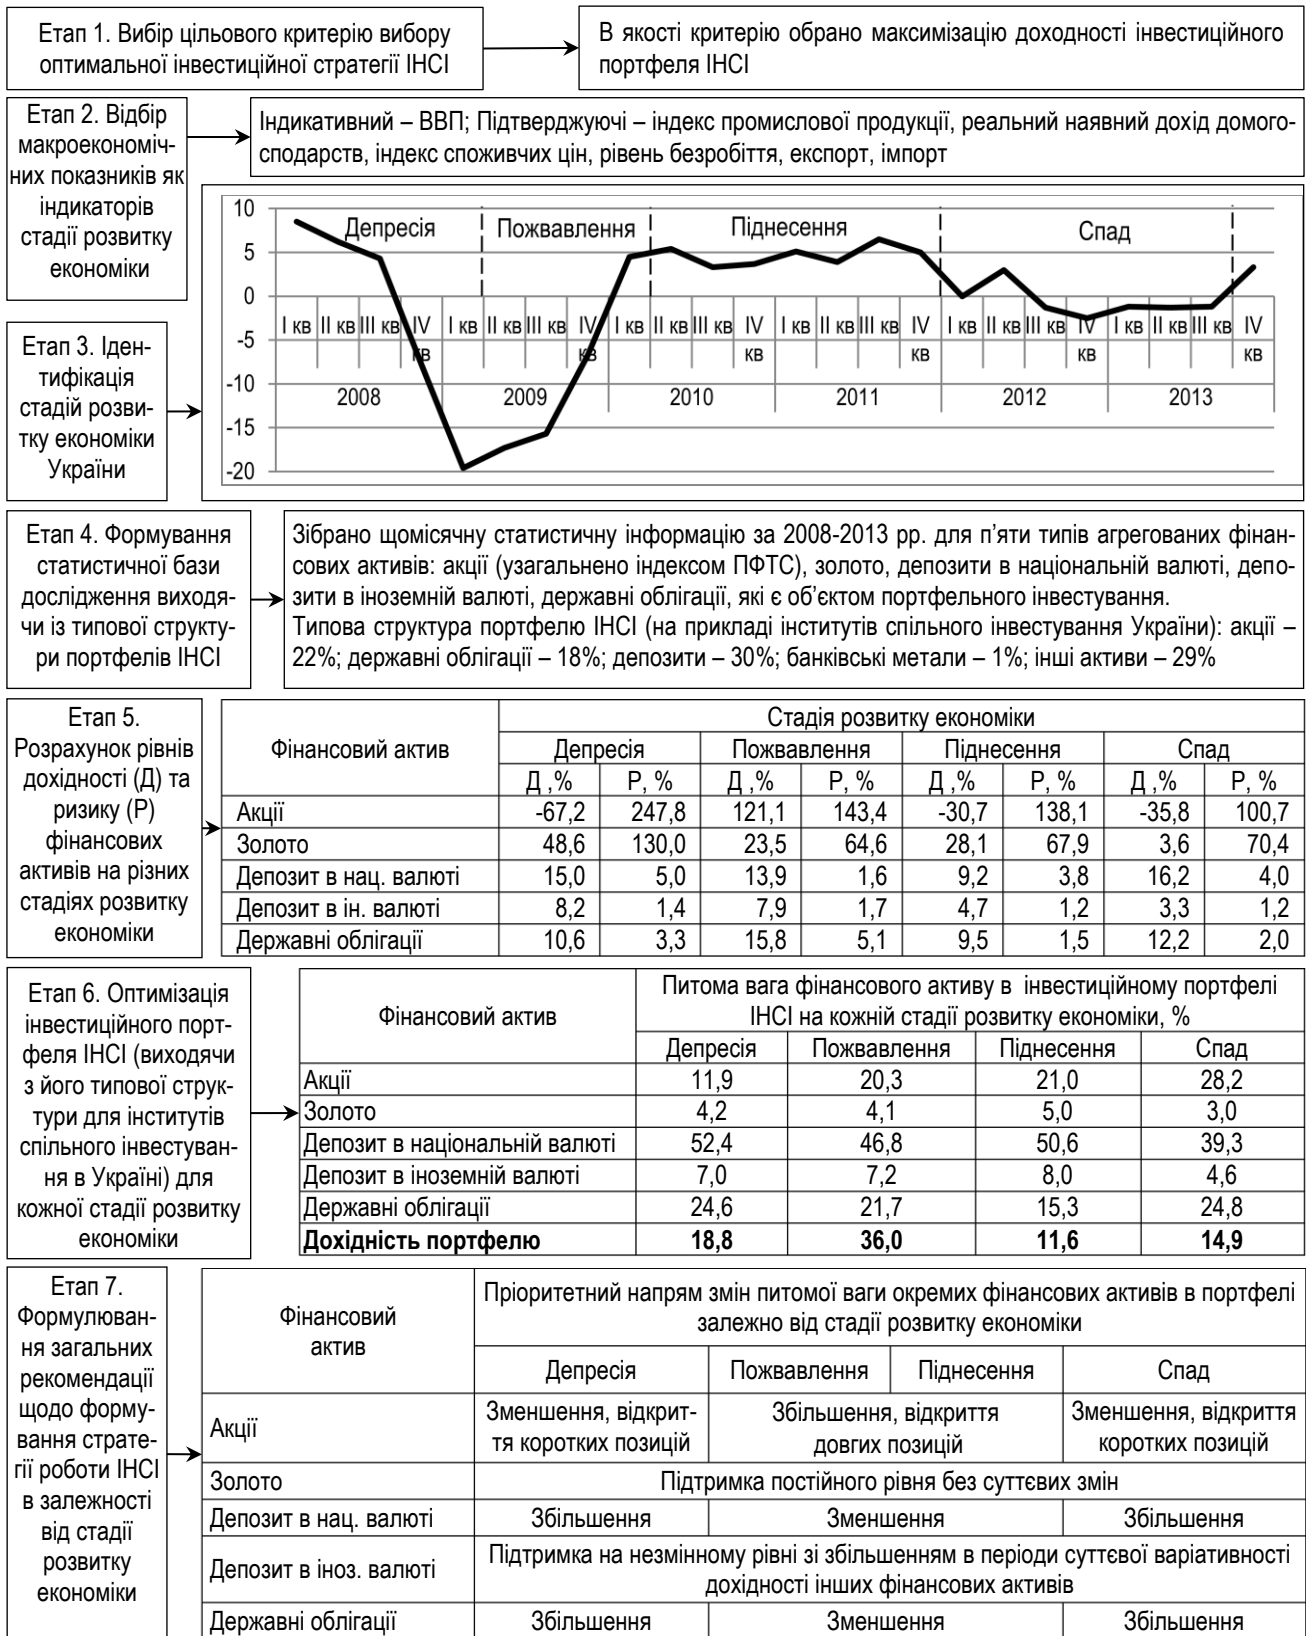 Етап 1. Вибір цільового критерію вибору
оптимальної інвестиційної стратегії ІНСІ
В якості критерію обрано максимізацію доходності інвестиційного
портфеля ІНСІ
Етап 2. Відбір
макроекономіч-
них показників як
індикаторів
стадії розвитку
економіки
Індикативний – ВВП; Підтверджуючі – індекс промислової продукції, реальний наявний дохід домого-
сподарств, індекс споживчих цін, рівень безробіття, експорт, імпорт
Етап 3. Іден-
тифікація
стадій розви-
тку економіки
України
10
5
0
-5
-10
-15
-20
Депресія Пожвавлення Піднесення Спад
І кв ІІ кв ІІІ кв IV кв І кв ІІ кв ІІІ кв IV кв І кв ІІ кв ІІІ кв IV кв І кв ІІ кв ІІІ кв IV кв І кв ІІ кв ІІІ кв IV кв І кв ІІ кв ІІІ кв IV кв
2008 2009 2010 2011 2012 2013
Етап 4. Формування
статистичної бази
дослідження виходя-
чи із типової структу-
ри портфелів ІНСІ
Зібрано щомісячну статистичну інформацію за 2008-2013 рр. для п’яти типів агрегованих фінан-
сових активів: акції (узагальнено індексом ПФТС), золото, депозити в національній валюті, депо-
зити в іноземній валюті, державні облігації, які є об’єктом портфельного інвестування.
Типова структура портфелю ІНСІ (на прикладі інститутів спільного інвестування України): акції –
22%; державні облігації – 18%; депозити – 30%; банківські метали – 1%; інші активи – 29%
Етап 5.
Розрахунок рівнів
дохідності (Д) та
ризику (Р)
фінансових
активів на різних
стадіях розвитку
економіки
Фінансовий актив Стадія розвитку економіки
Депресія Пожвавлення Піднесення Спад
Д ,% Р, % Д ,% Р, % Д ,% Р, % Д ,% Р, %
Акції -67,2 247,8 121,1 143,4 -30,7 138,1 -35,8 100,7
Золото 48,6 130,0 23,5 64,6 28,1 67,9 3,6 70,4
Депозит в нац. валюті 15,0 5,0 13,9 1,6 9,2 3,8 16,2 4,0
Депозит в ін. валюті 8,2 1,4 7,9 1,7 4,7 1,2 3,3 1,2
Державні облігації 10,6 3,3 15,8 5,1 9,5 1,5 12,2 2,0
Етап 6. Оптимізація
інвестиційного порт-
феля ІНСІ (виходячи
з його типової струк-
тури для інститутів
спільного інвестуван-
ня в Україні) для
кожної стадії розвитку
економіки
Фінансовий актив
Питома вага фінансового активу в інвестиційному портфелі
ІНСІ на кожній стадії розвитку економіки, %
Депресія Пожвавлення Піднесення Спад
Акції 11,9 20,3 21,0 28,2
Золото 4,2 4,1 5,0 3,0
Депозит в національній валюті 52,4 46,8 50,6 39,3
Депозит в іноземній валюті 7,0 7,2 8,0 4,6
Державні облігації 24,6 21,7 15,3 24,8
Дохідність портфелю 18,8 36,0 11,6 14,9
Етап 7.
Формулюван-
ня загальних
рекомендації
щодо форму-
вання страте-
гії роботи ІНСІ
в залежності
від стадії
розвитку
економіки
Фінансовий
актив
Пріоритетний напрям змін питомої ваги окремих фінансових активів в портфелі
залежно від стадії розвитку економіки
Депресія Пожвавлення Піднесення Спад
Акції
Зменшення, відкрит-
тя коротких позицій
Збільшення, відкриття
довгих позицій
Зменшення, відкриття
коротких позицій
Золото Підтримка постійного рівня без суттєвих змін
Депозит в нац. валюті Збільшення Зменшення Збільшення
Депозит в іноз. валюті
Підтримка на незмінному рівні зі збільшенням в періоди суттєвої варіативності
дохідності інших фінансових активів
Державні облігації Збільшення Зменшення Збільшення